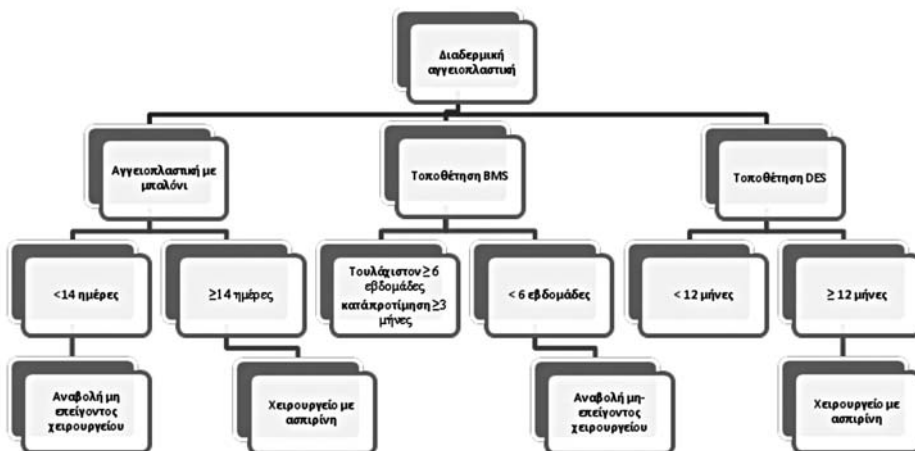 Διαδερμική
αγγειοπλαστική
Αγγειοπλαστική με
μπαλόνι
Τοποθέτηση BMS
Τοποθέτηση DES
<14 ημέρες
≥14 ημέρες
Τουλάχιστον ≥ 6
εβδομάδες,
κατάπροτίμηση ≥3
μήνες
< 6 εβδομάδες
< 12 μήνες
≥ 12 μήνες
Αναβολή μη
επείγοντος
χειρουργείου
Χειρουργείο με
ασπιρίνη
Αναβολή μη-
επείγοντος
χειρουργείου
Χειρουργείο με
ασπιρίνη